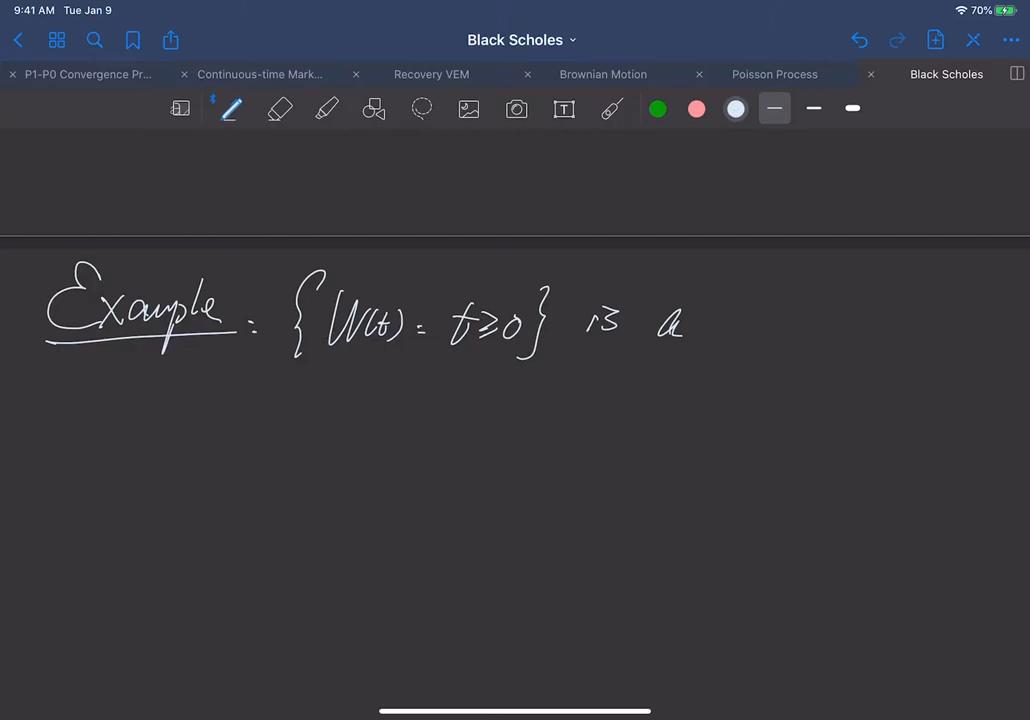 9:41 AM Tue Jan 9 70%
Black Scholes
P1-P0 Convergence Pr... Continuous-time Mark... Recovery VEM Brownian Motion Poisson Process Black Scholes
T
Example: {W(t): t≥0} is a